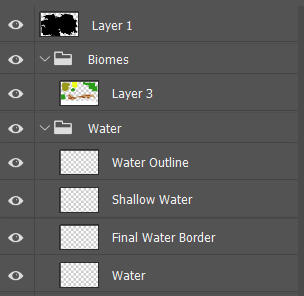 Layer 1
Biomes
Layer 3
Water
Water Outline
Shallow Water
Final Water Border
Water